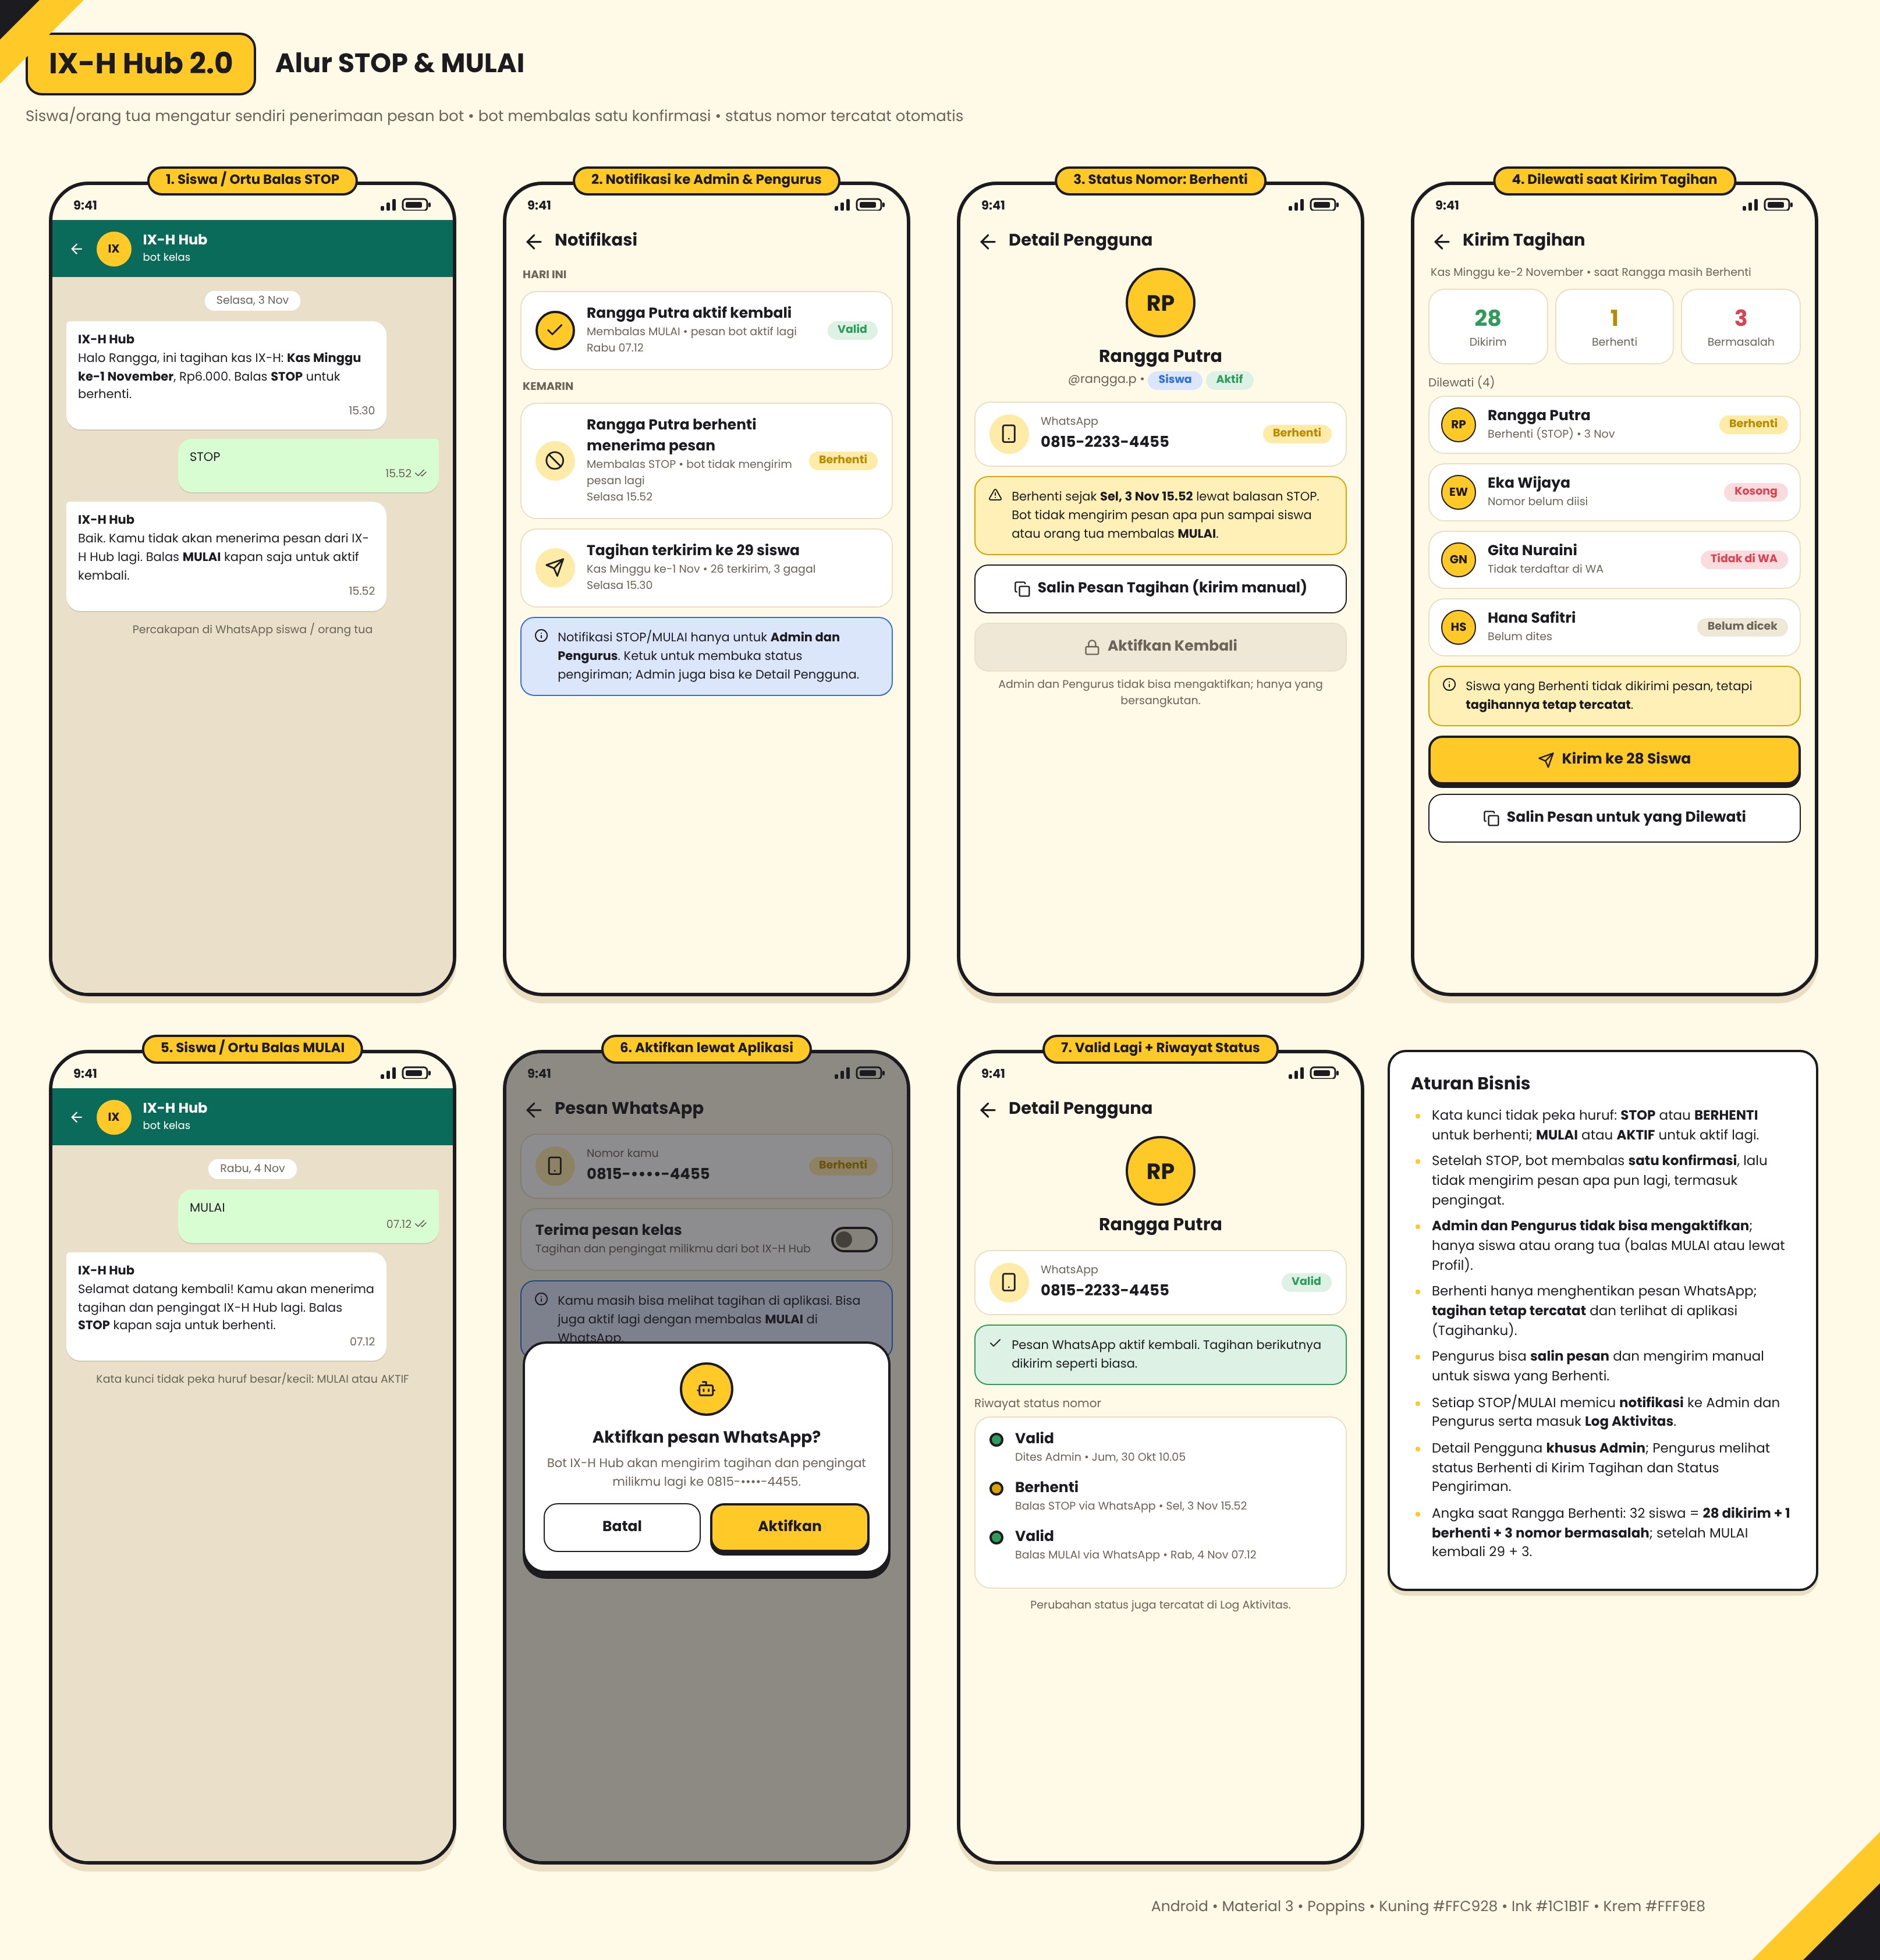 IX-H Hub 2.0
Alur STOP & MULAI
Siswa/orang tua mengatur sendiri penerimaan pesan bot • bot membalas satu konfirmasi • status nomor tercatat otomatis
1. Siswa / Ortu Balas STOP
9:41
IX
IX-H Hub
bot kelas
Selasa, 3 Nov
IX-H Hub
Halo Rangga, ini tagihan kas IX-H: Kas Minggu
ke-1 November, Rp6.000. Balas STOP untuk
berhenti.
15.30
STOP
15.52
IX-H Hub
Baik. Kamu tidak akan menerima pesan dari IX-
H Hub lagi. Balas MULAI kapan saja untuk aktif
kembali.
15.52
Percakapan di WhatsApp siswa / orang tua
2. Notifikasi ke Admin & Pengurus
9:41
Notifikasi
HARI INI
Rangga Putra aktif kembali
Membalas MULAI • pesan bot aktif lagi
Rabu 07.12
Valid
KEMARIN
Rangga Putra berhenti
menerima pesan
Membalas STOP • bot tidak mengirim
pesan lagi
Selasa 15.52
Berhenti
Tagihan terkirim ke 29 siswa
Kas Minggu ke-1 Nov • 26 terkirim, 3 gagal
Selasa 15.30
Notifikasi STOP/MULAI hanya untuk Admin dan
Pengurus. Ketuk untuk membuka status
pengiriman; Admin juga bisa ke Detail Pengguna.
3. Status Nomor: Berhenti
9:41
Detail Pengguna
RP
Rangga Putra
@rangga.p • Siswa Aktif
WhatsApp
0815-2233-4455
Berhenti
Berhenti sejak Sel, 3 Nov 15.52 lewat balasan STOP.
Bot tidak mengirim pesan apa pun sampai siswa
atau orang tua membalas MULAI.
Salin Pesan Tagihan (kirim manual)
Aktifkan Kembali
Admin dan Pengurus tidak bisa mengaktifkan; hanya yang
bersangkutan.
4. Dilewati saat Kirim Tagihan
9:41
Kirim Tagihan
Kas Minggu ke-2 November • saat Rangga masih Berhenti
28
Dikirim
1
Berhenti
3
Bermasalah
Dilewati (4)
RP
Rangga Putra
Berhenti (STOP) • 3 Nov
Berhenti
EW
Eka Wijaya
Nomor belum diisi
Kosong
GN
Gita Nuraini
Tidak terdaftar di WA
Tidak di WA
HS
Hana Safitri
Belum dites
Belum dicek
Siswa yang Berhenti tidak dikirimi pesan, tetapi
tagihannya tetap tercatat.
Kirim ke 28 Siswa
Salin Pesan untuk yang Dilewati
5. Siswa / Ortu Balas MULAI
9:41
IX
IX-H Hub
bot kelas
Rabu, 4 Nov
MULAI
07.12
IX-H Hub
Selamat datang kembali! Kamu akan menerima
tagihan dan pengingat IX-H Hub lagi. Balas
STOP kapan saja untuk berhenti.
07.12
Kata kunci tidak peka huruf besar/kecil: MULAI atau AKTIF
6. Aktifkan lewat Aplikasi
9:41
Pesan WhatsApp
Nomor kamu
0815-••••-4455
Berhenti
Terima pesan kelas
Tagihan dan pengingat milikmu dari bot IX-H Hub
Kamu masih bisa melihat tagihan di aplikasi. Bisa
juga aktif lagi dengan membalas MULAI di
WhatsApp.
Aktifkan pesan WhatsApp?
Bot IX-H Hub akan mengirim tagihan dan pengingat
milikmu lagi ke 0815-••••-4455.
Batal
Aktifkan
7. Valid Lagi + Riwayat Status
9:41
Detail Pengguna
RP
Rangga Putra
WhatsApp
0815-2233-4455
Valid
Pesan WhatsApp aktif kembali. Tagihan berikutnya
dikirim seperti biasa.
Riwayat status nomor
Valid
Dites Admin • Jum, 30 Okt 10.05
Berhenti
Balas STOP via WhatsApp • Sel, 3 Nov 15.52
Valid
Balas MULAI via WhatsApp • Rab, 4 Nov 07.12
Perubahan status juga tercatat di Log Aktivitas.
Aturan Bisnis
• Kata kunci tidak peka huruf: STOP atau BERHENTI
untuk berhenti; MULAI atau AKTIF untuk aktif lagi.
• Setelah STOP, bot membalas satu konfirmasi, lalu
tidak mengirim pesan apa pun lagi, termasuk
pengingat.
• Admin dan Pengurus tidak bisa mengaktifkan;
hanya siswa atau orang tua (balas MULAI atau lewat
Profil).
• Berhenti hanya menghentikan pesan WhatsApp;
tagihan tetap tercatat dan terlihat di aplikasi
(Tagihanku).
• Pengurus bisa salin pesan dan mengirim manual
untuk siswa yang Berhenti.
• Setiap STOP/MULAI memicu notifikasi ke Admin dan
Pengurus serta masuk Log Aktivitas.
• Detail Pengguna khusus Admin; Pengurus melihat
status Berhenti di Kirim Tagihan dan Status
Pengiriman.
• Angka saat Rangga Berhenti: 32 siswa = 28 dikirim + 1
berhenti + 3 nomor bermasalah; setelah MULAI
kembali 29 + 3.
Android • Material 3 • Poppins • Kuning #FFC928 • Ink #1C1B1F • Krem #FFF9E8